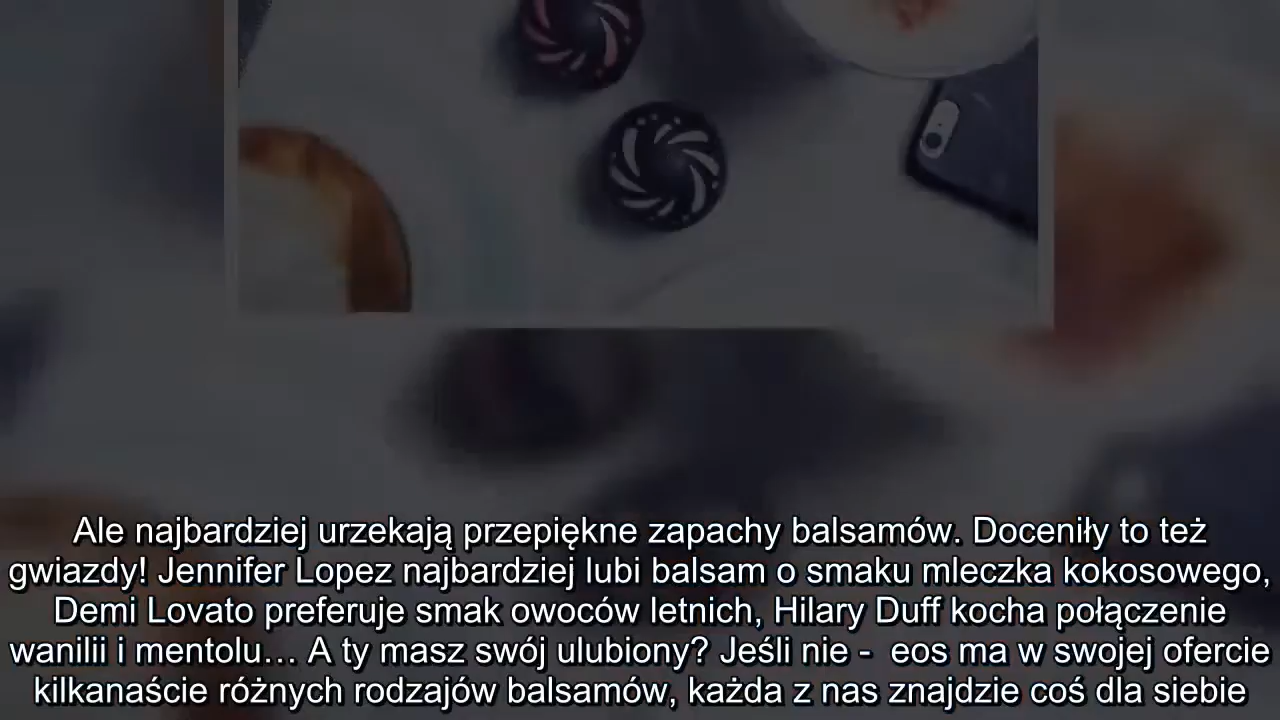 Ale najbardziej urzekają przepiękne zapachy balsamów. Doceniły to też
gwiazdy! Jennifer Lopez najbardziej lubi balsam o smaku mleczka kokosowego,
Demi Lovato preferuje smak owoców letnich, Hilary Duff kocha połączenie
wanilii i mentolu… A ty masz swój ulubiony? Jeśli nie -  eos ma w swojej ofercie
kilkanaście różnych rodzajów balsamów, każda z nas znajdzie coś dla siebie